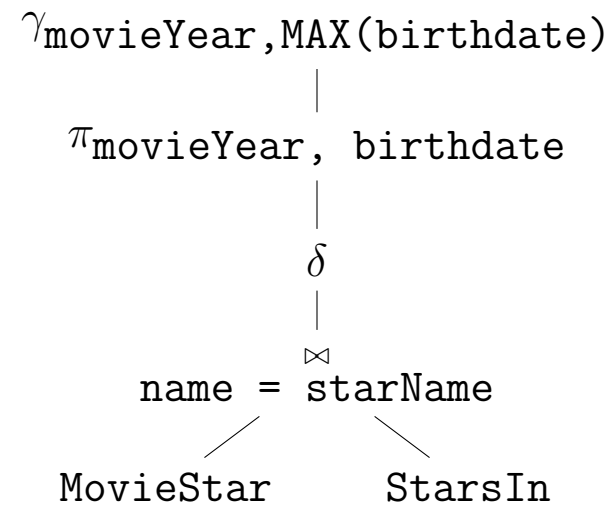 γmovieYear,MAX(birthdate)
πmovieYear, birthdate
δ
⋈
name = starName
MovieStar StarsIn